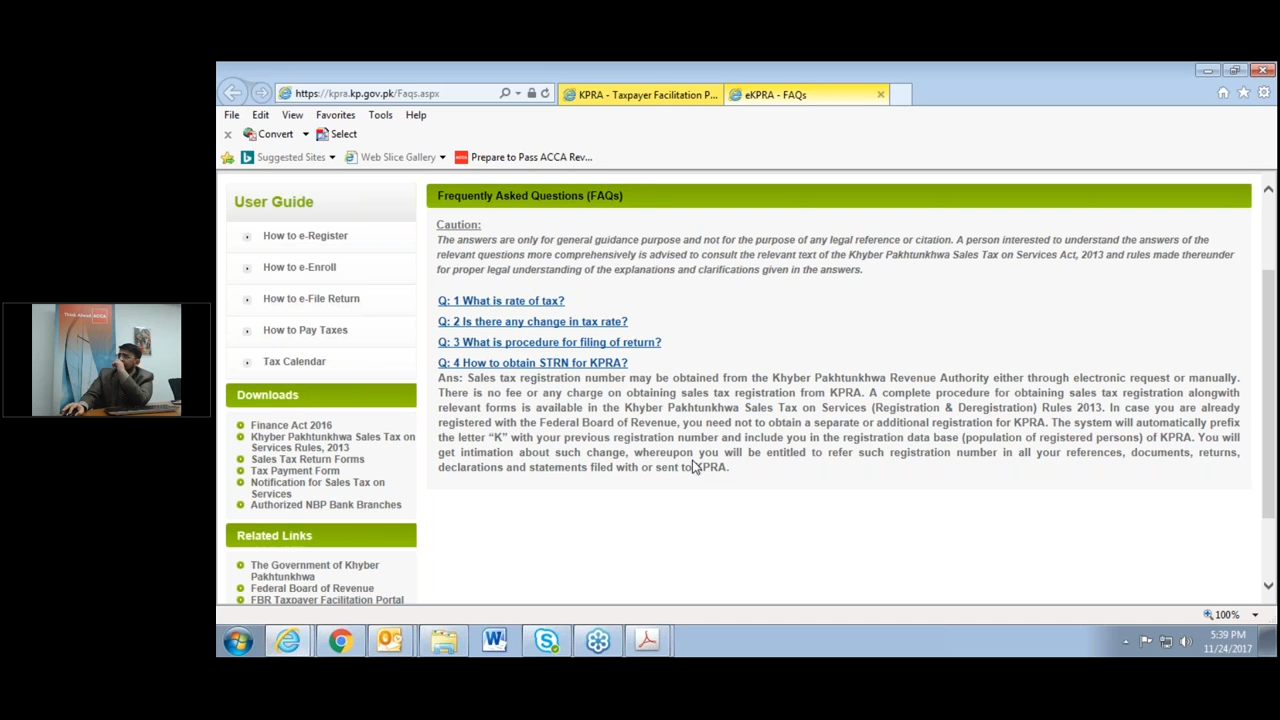 https://kpra.kp.gov.pk/Faqs.aspx
KPRA - Taxpayer Facilitation P...
eKPRA - FAQs
File Edit View Favorites Tools Help
Convert Select
Suggested Sites Web Slice Gallery ACCA Prepare to Pass ACCA Rev...
User Guide
How to e-Register
How to e-Enroll
How to e-File Return
How to Pay Taxes
Tax Calendar
Downloads
Finance Act 2016
Khyber Pakhtunkhwa Sales Tax on
Services Rules, 2013
Sales Tax Return Forms
Tax Payment Form
Notification for Sales Tax on
Services
Authorized NBP Bank Branches
Related Links
The Government of Khyber
Pakhtunkhwa
Federal Board of Revenue
FBR Taxpayer Facilitation Portal
Frequently Asked Questions (FAQs)
Caution:
The answers are only for general guidance purpose and not for the purpose of any legal reference or citation. A person interested to understand the answers of the
relevant questions more comprehensively is advised to consult the relevant text of the Khyber Pakhtunkhwa Sales Tax on Services Act, 2013 and rules made thereunder
for proper legal understanding of the explanations and clarifications given in the answers.
Q: 1 What is rate of tax?
Q: 2 Is there any change in tax rate?
Q: 3 What is procedure for filing of return?
Q: 4 How to obtain STRN for KPRA?
Ans: Sales tax registration number may be obtained from the Khyber Pakhtunkhwa Revenue Authority either through electronic request or manually.
There is no fee or any charge on obtaining sales tax registration from KPRA. A complete procedure for obtaining sales tax registration alongwith
relevant forms is available in the Khyber Pakhtunkhwa Sales Tax on Services (Registration & Deregistration) Rules 2013. In case you are already
registered with the Federal Board of Revenue, you need not to obtain a separate or additional registration for KPRA. The system will automatically prefix
the letter “K” with your previous registration number and include you in the registration data base (population of registered persons) of KPRA. You will
get intimation about such change, whereupon you will be entitled to refer such registration number in all your references, documents, returns,
declarations and statements filed with or sent to KPRA.
100%
5:39 PM
11/24/2017
Think Ahead ACCA